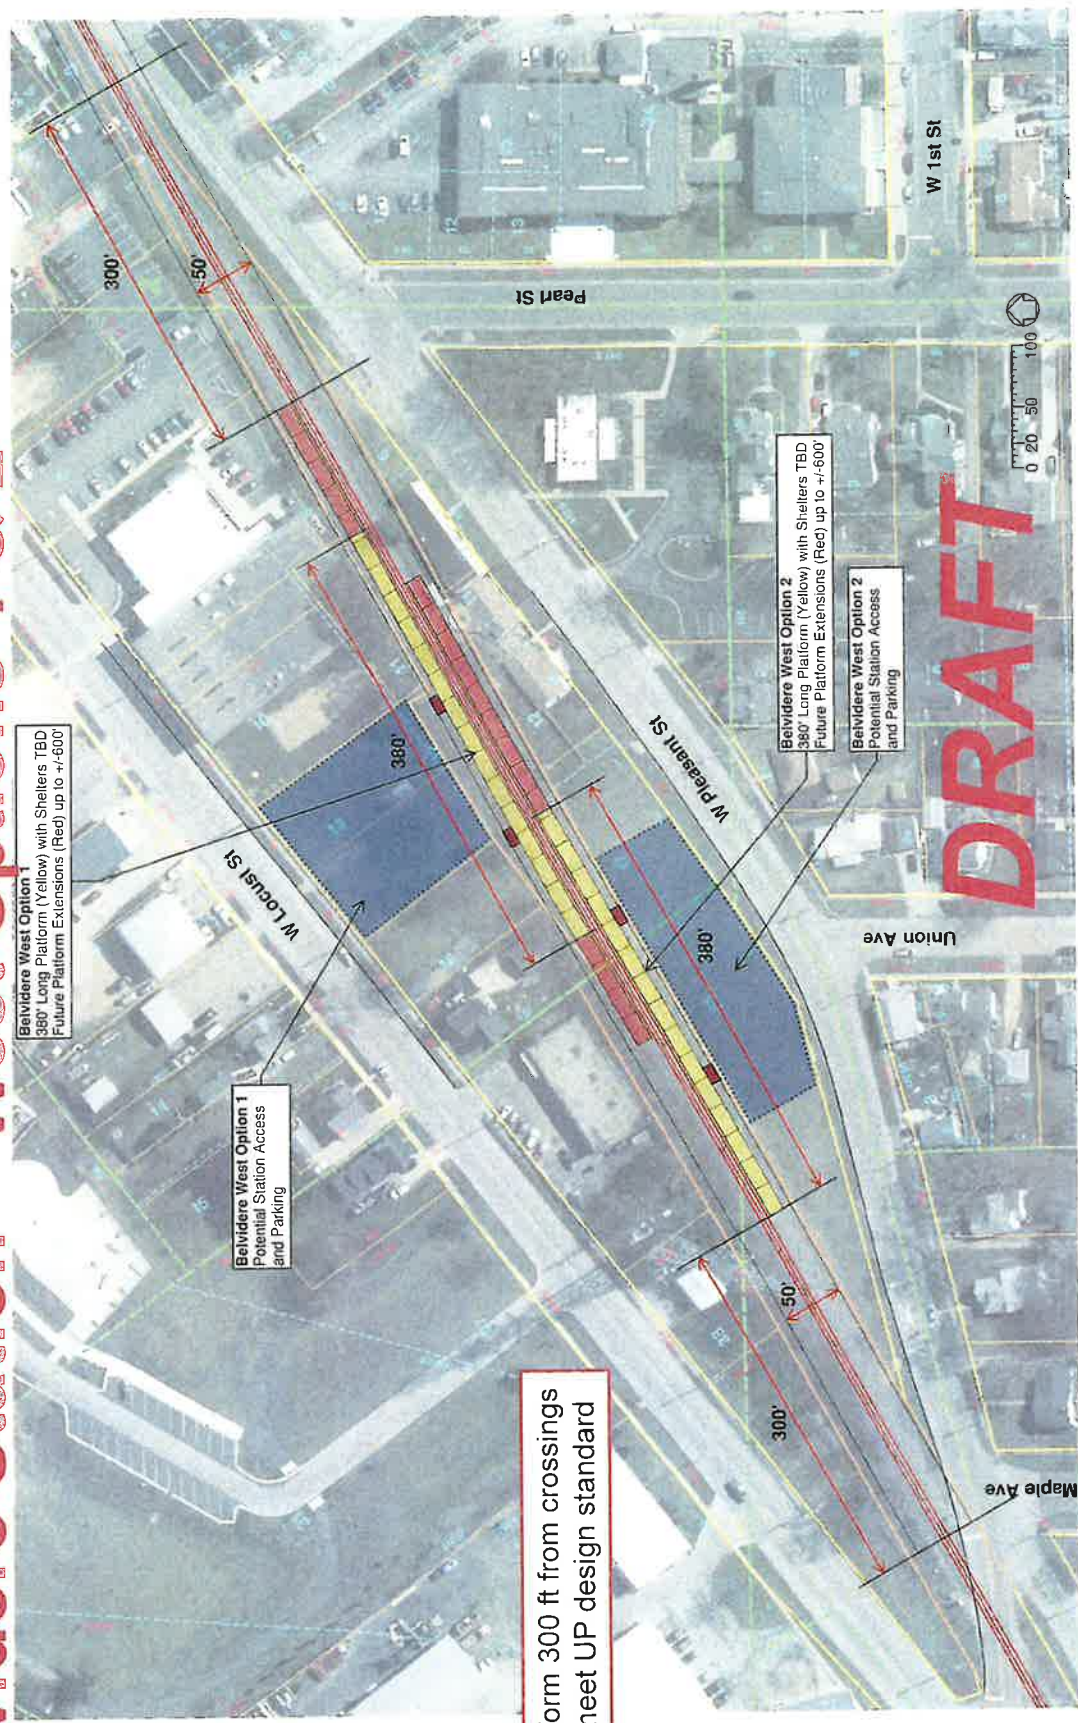 Belvidere West Option 1
380' Long Platform (Yellow) with Shelters TBD
Future Platform Extensions (Red) up to +/-600'
Belvidere West Option 1
Potential Station Access
and Parking
W Locust St
300'
50'
380'
Pearl St
W 1st St
W Pleasant St
Belvidere West Option 2
380' Long Platform (Yellow) with Shelters TBD
Future Platform Extensions (Red) up to +/-600'
Belvidere West Option 2
Potential Station Access
and Parking
380'
Union Ave
50'
300'
Maple Ave
orm 300 ft from crossings
neet UP design standard
0 20 50 100
DRAFT